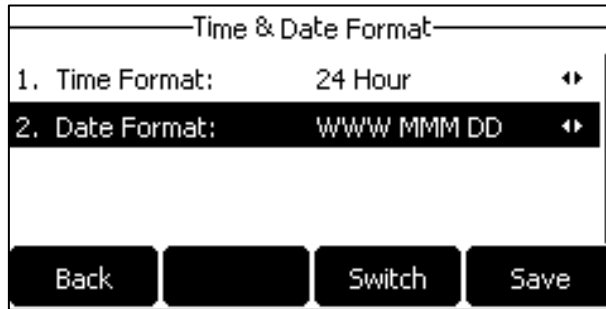 Time & Date Format
1. Time Format: 24 Hour
2. Date Format: WWW MMM DD
Back Switch Save